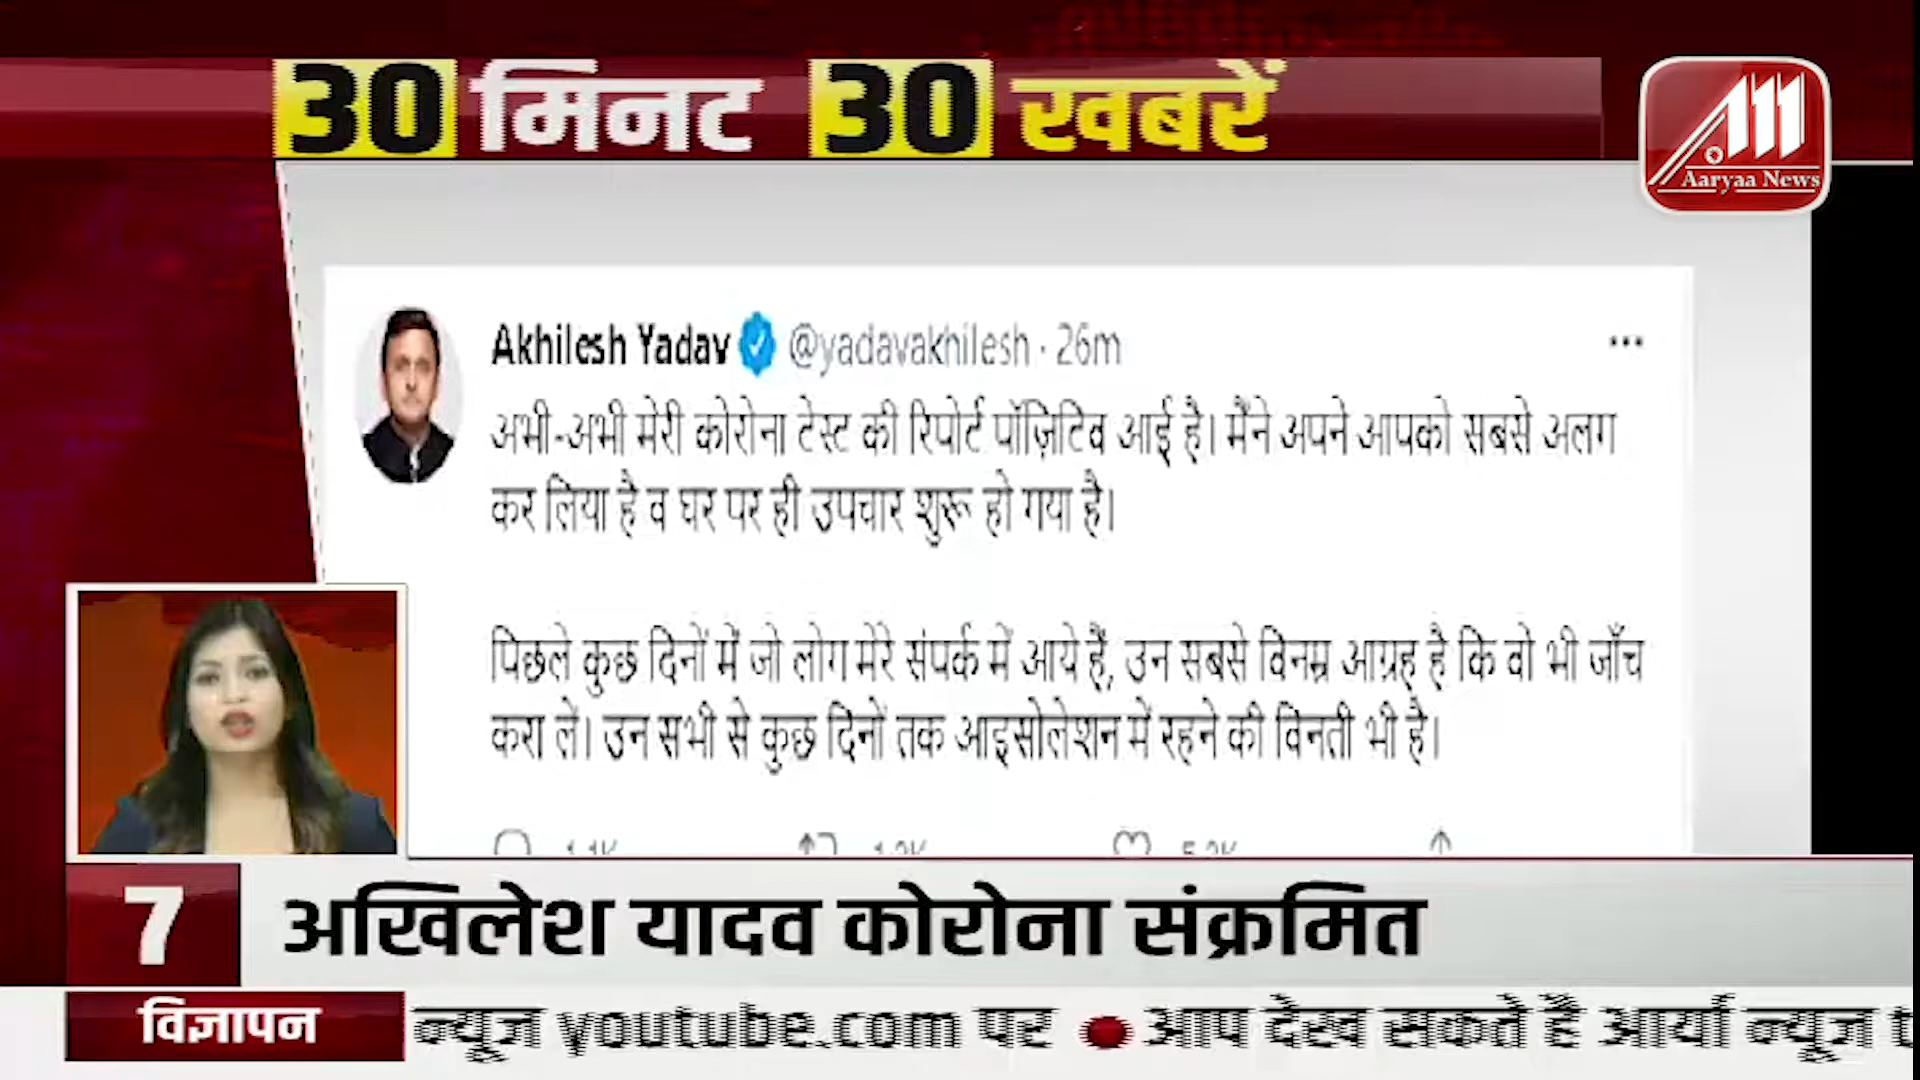 30 मिनट 30 खबरें
Aaryaa News
Akhilesh Yadav @yadavakhilesh · 26m
अभी-अभी मेरी कोरोना टेस्ट की रिपोर्ट पॉज़िटिव आई है। मैंने अपने आपको सबसे अलग
कर लिया है व घर पर ही उपचार शुरू हो गया है।
पिछले कुछ दिनों में जो लोग मेरे संपर्क में आये हैं, उन सबसे विनम्र आग्रह है कि वो भी जाँच
करा लें। उन सभी से कुछ दिनों तक आइसोलेशन में रहने की विनती भी है।
7 अखिलेश यादव कोरोना संक्रमित
विज्ञापन न्यूज youtube.com पर ● आप देख सकते है आर्या न्यूज